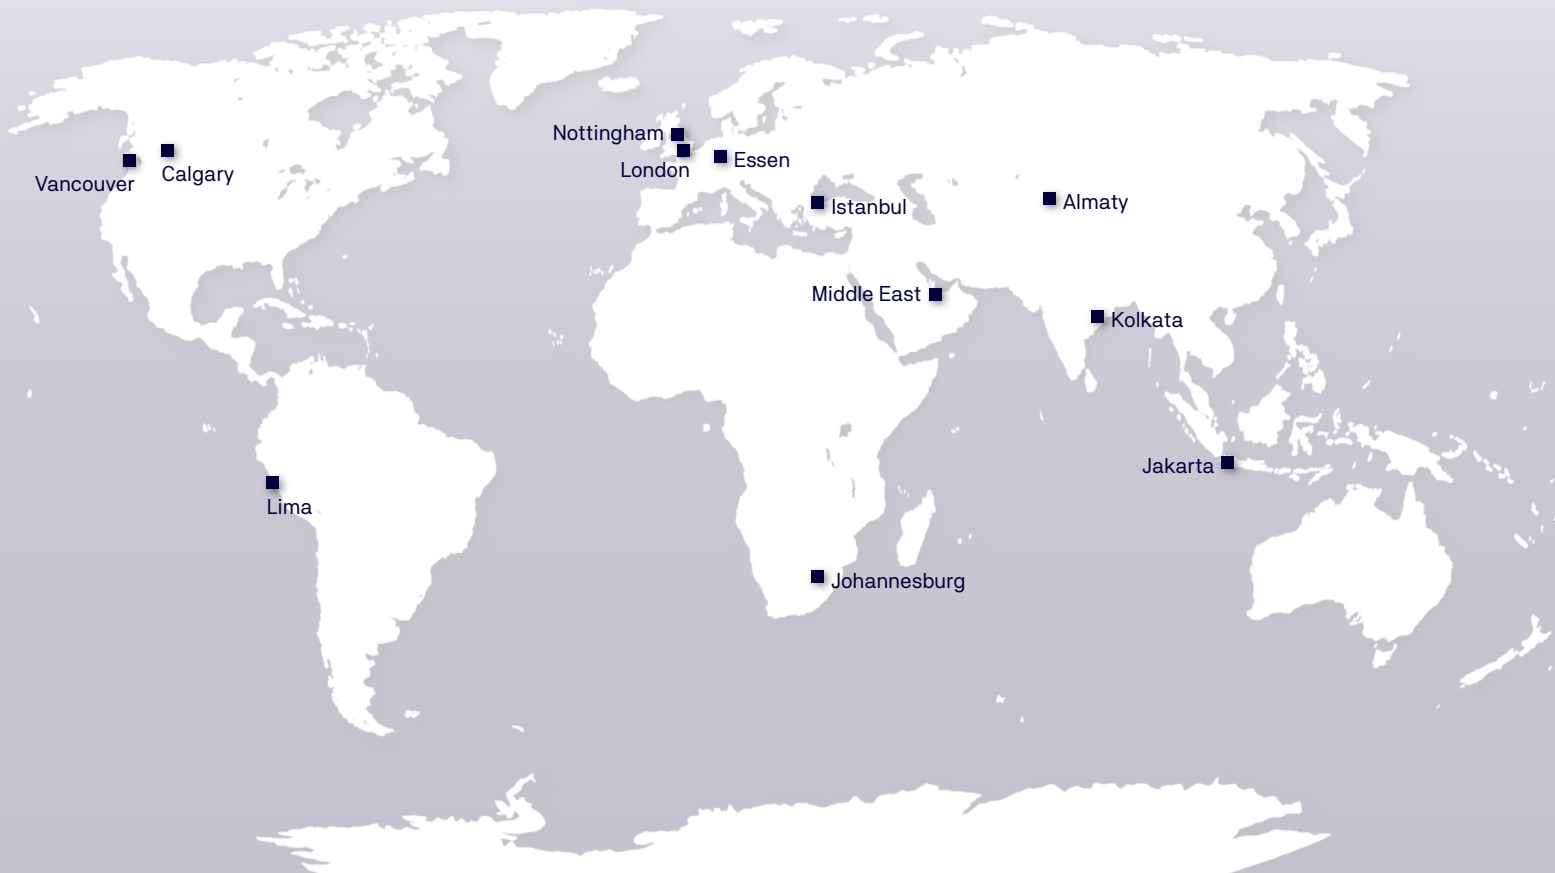 Nottingham
London
Essen
Calgary
Vancouver
Istanbul
Almaty
Middle East
Kolkata
Jakarta
Lima
Johannesburg